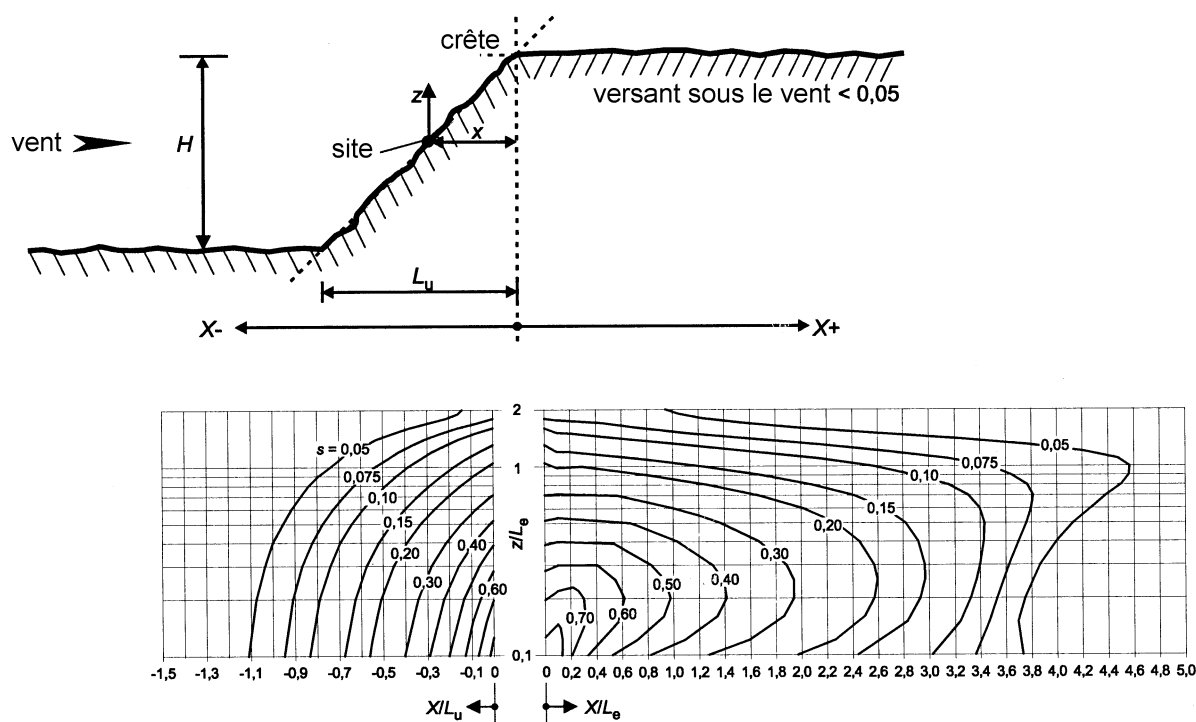 crête
versant sous le vent < 0,05
z
x
vent
H
site
Lu
X-
X+
2
s = 0,05
0,075
0,10
0,15
0,20
0,30
0,40
0,60
1
z/Le
0,1
0,05
0,075
0,10
0,15
0,20
0,30
0,40
0,50
0,60
0,70
-1,5 -1,3 -1,1 -0,9 -0,7 -0,5 -0,3 -0,1 0
0 0,2 0,4 0,6 0,8 1,0 1,2 1,4 1,6 1,8 2,0 2,2 2,4 2,6 2,8 3,0 3,2 3,4 3,6 3,8 4,0 4,2 4,4 4,6 4,8 5,0
X/Lu
0
0
X/Le